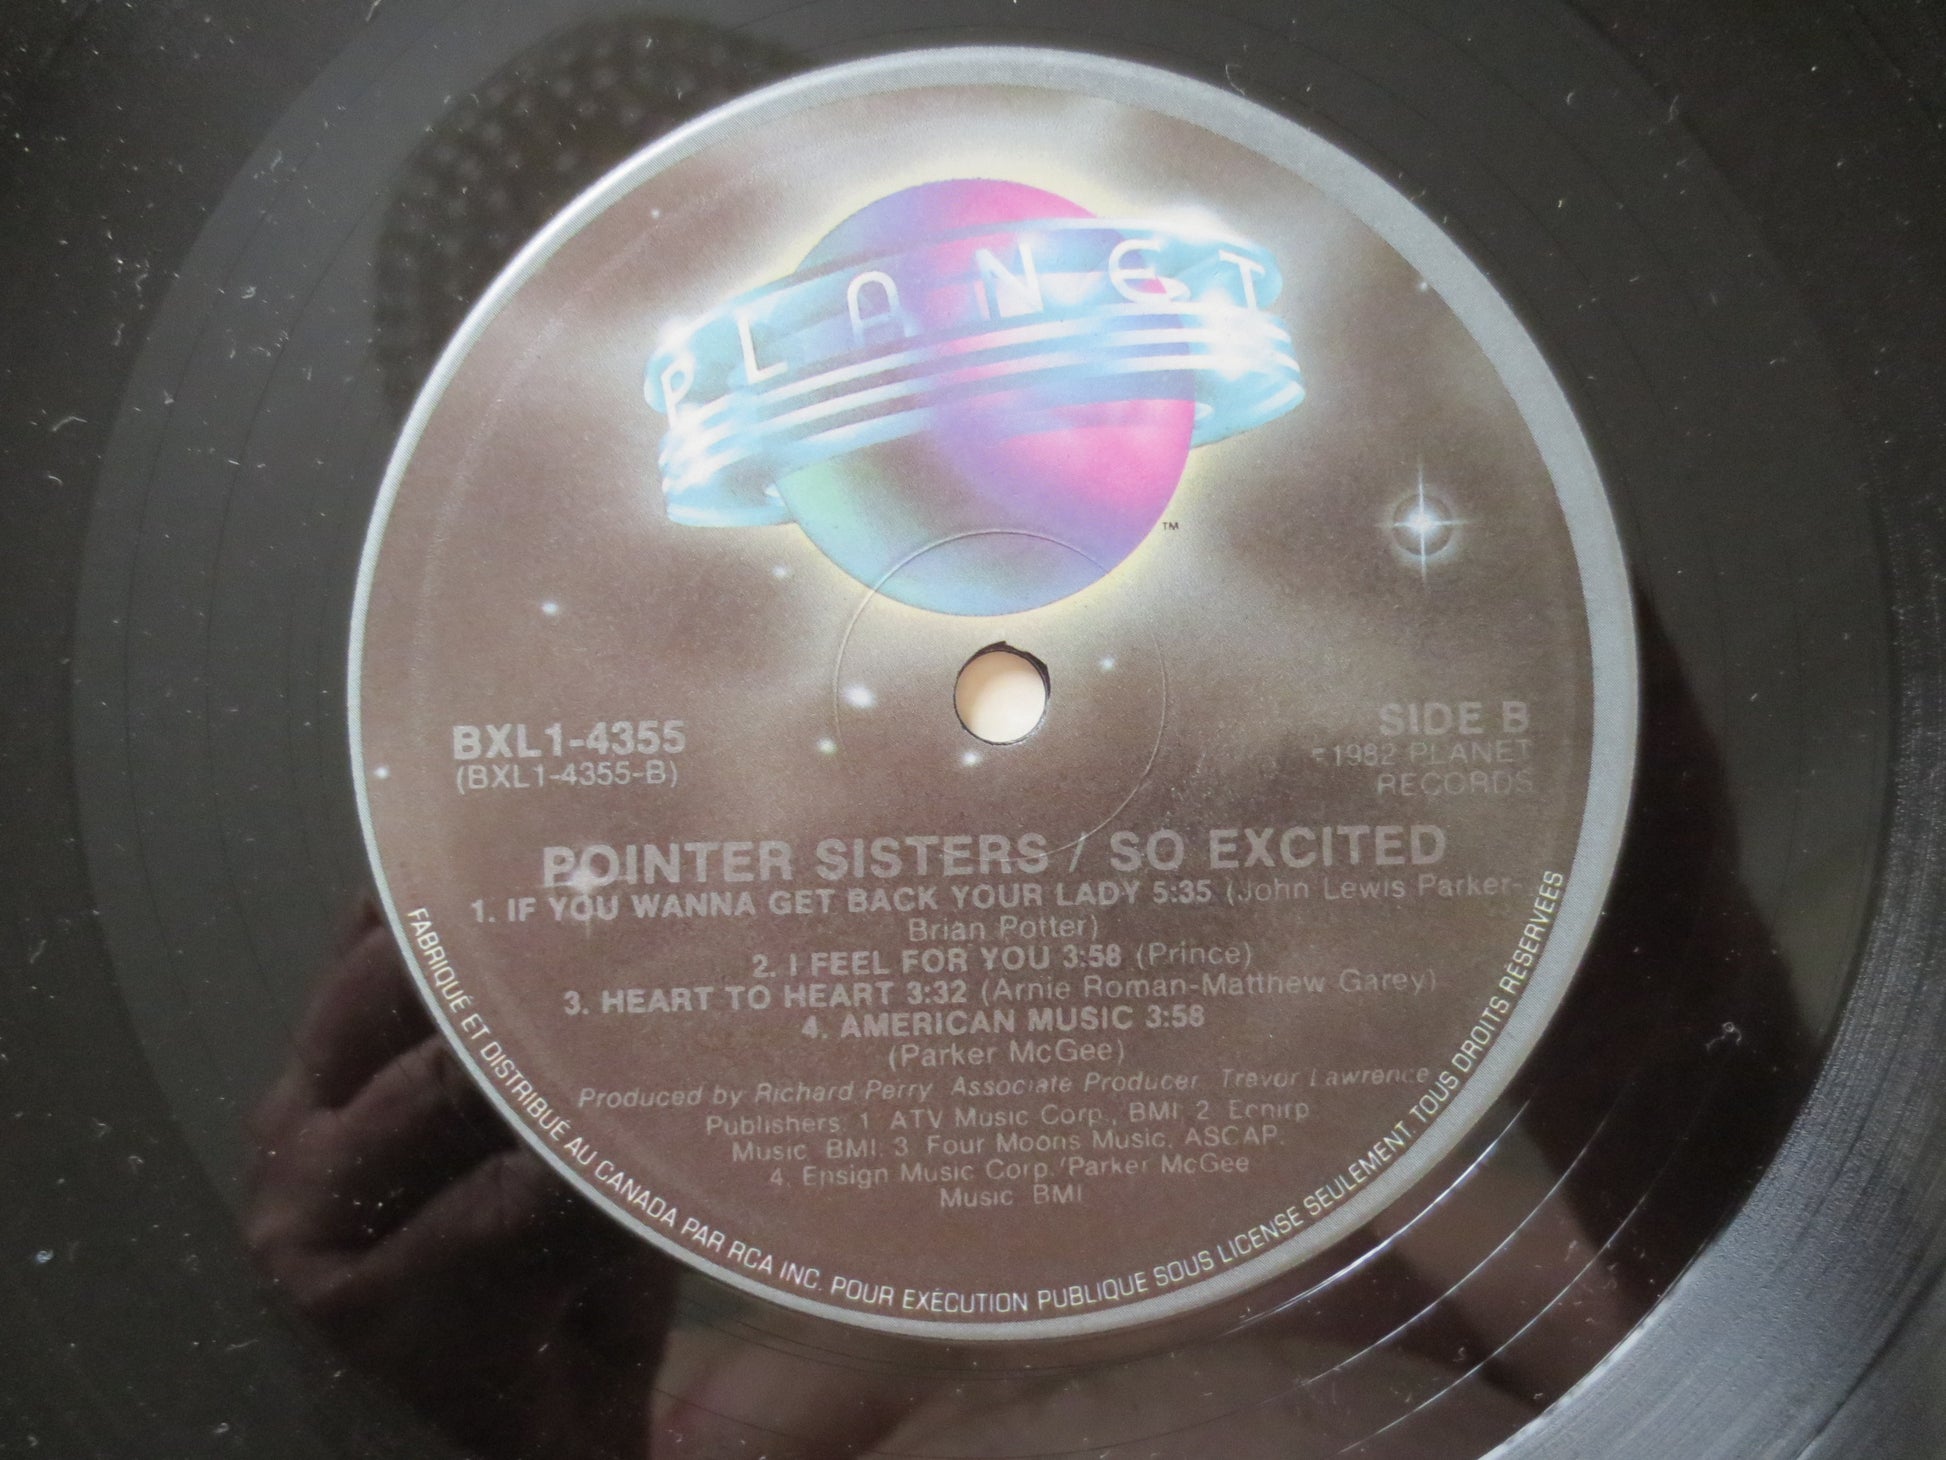 PLANET
TM
BXL1-4355
(BXL1-4355-B)
SIDE B
℗1982 PLANET
RECORDS
POINTER SISTERS / SO EXCITED
1. IF YOU WANNA GET BACK YOUR LADY 5:35 (John Lewis Parker-
Brian Potter)
2. I FEEL FOR YOU 3:58 (Prince)
3. HEART TO HEART 3:32 (Arnie Roman-Matthew Garey)
4. AMERICAN MUSIC 3:58
(Parker McGee)
Produced by Richard Perry Associate Producer Trevor Lawrence
Publishers: 1 ATV Music Corp., BMI; 2 Ecnirp
Music BMI; 3. Four Moons Music, ASCAP.
4. Ensign Music Corp./Parker McGee
Music BMI
FABRIQUÉ ET DISTRIBUÉ AU CANADA PAR RCA INC. POUR EXÉCUTION PUBLIQUE SOUS LICENSE SEULEMENT. TOUS DROITS RÉSERVÉS